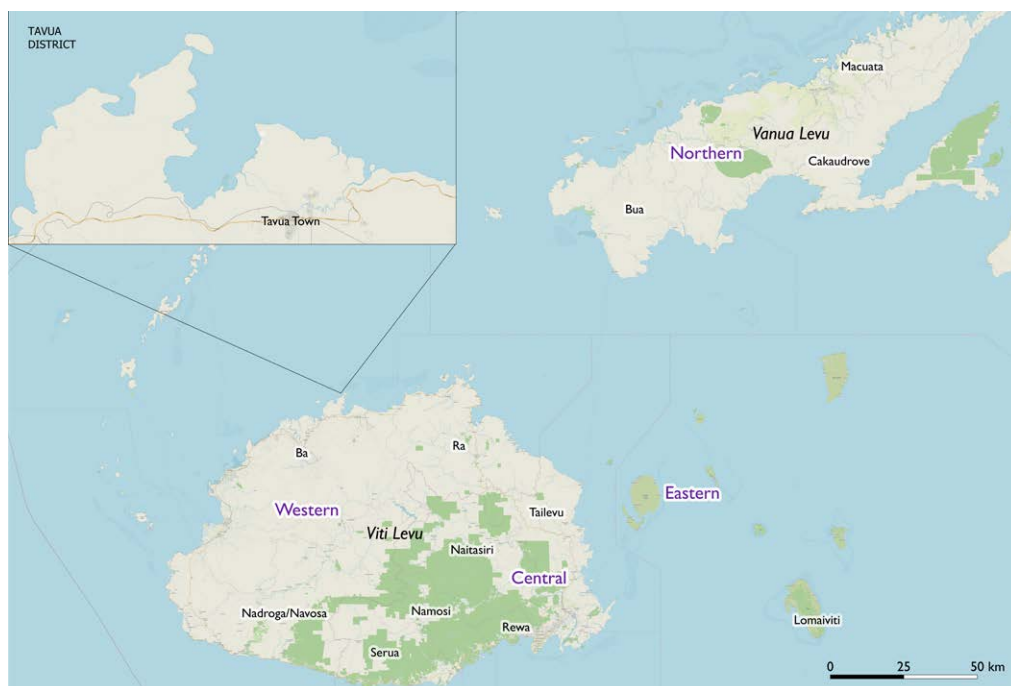 TAVUA
DISTRICT
Tavua Town
Macuata
Vanua Levu
Northern
Cakaudrove
Bua
Ba
Ra
Western
Eastern
Tailevu
Viti Levu
Naitasiri
Central
Nadroga/Navosa
Namosi
Rewa
Lomaiviti
Serua
0 25 50 km